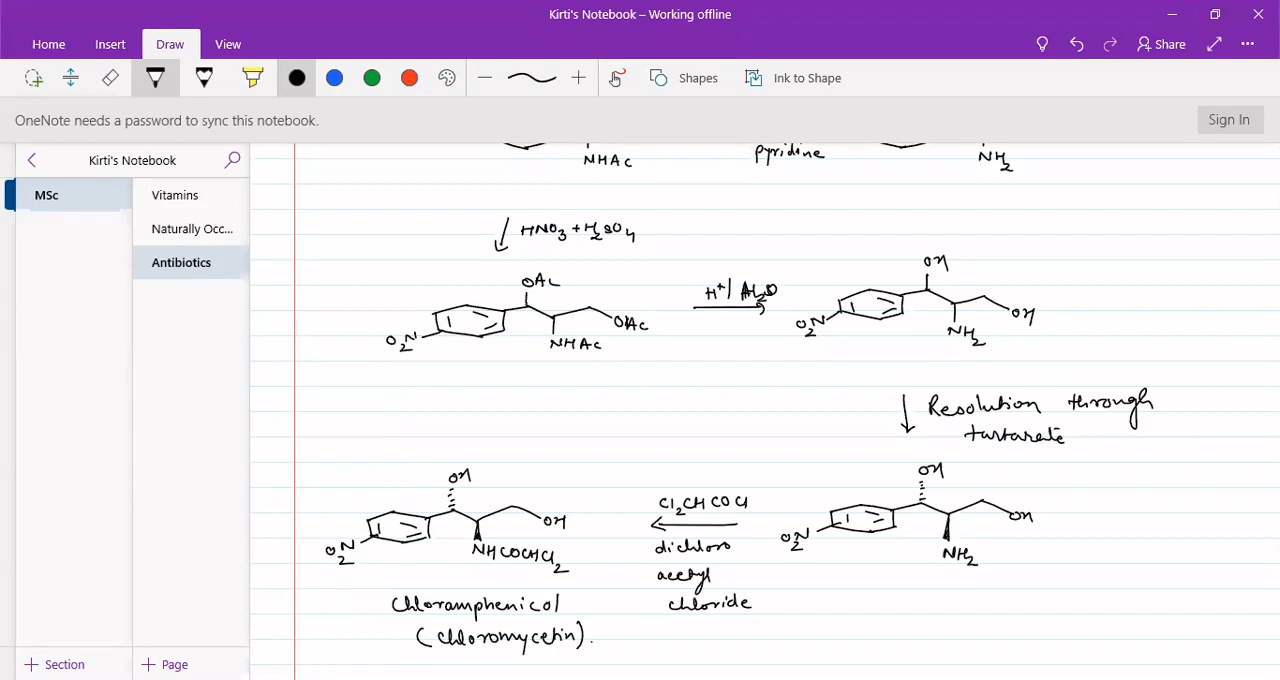 Kirti's Notebook – Working offline
Home Insert Draw View
Share
Shapes
Ink to Shape
OneNote needs a password to sync this notebook.
Sign In
Kirti's Notebook
MSc
Vitamins
Naturally Occ...
Antibiotics
NHAc
pyridine
NH2
HNO3 + H2SO4
OAc
OAc
NHAc
O2N
H+/ H2O
OH
OH
NH2
O2N
Resolution through
tartarate
OH
OH
NH2
O2N
Cl2CHCOCl
dichloro
acetyl
chloride
OH
OH
NHCOCHCl2
O2N
Chloramphenicol
(chloromycetin).
Section
Page